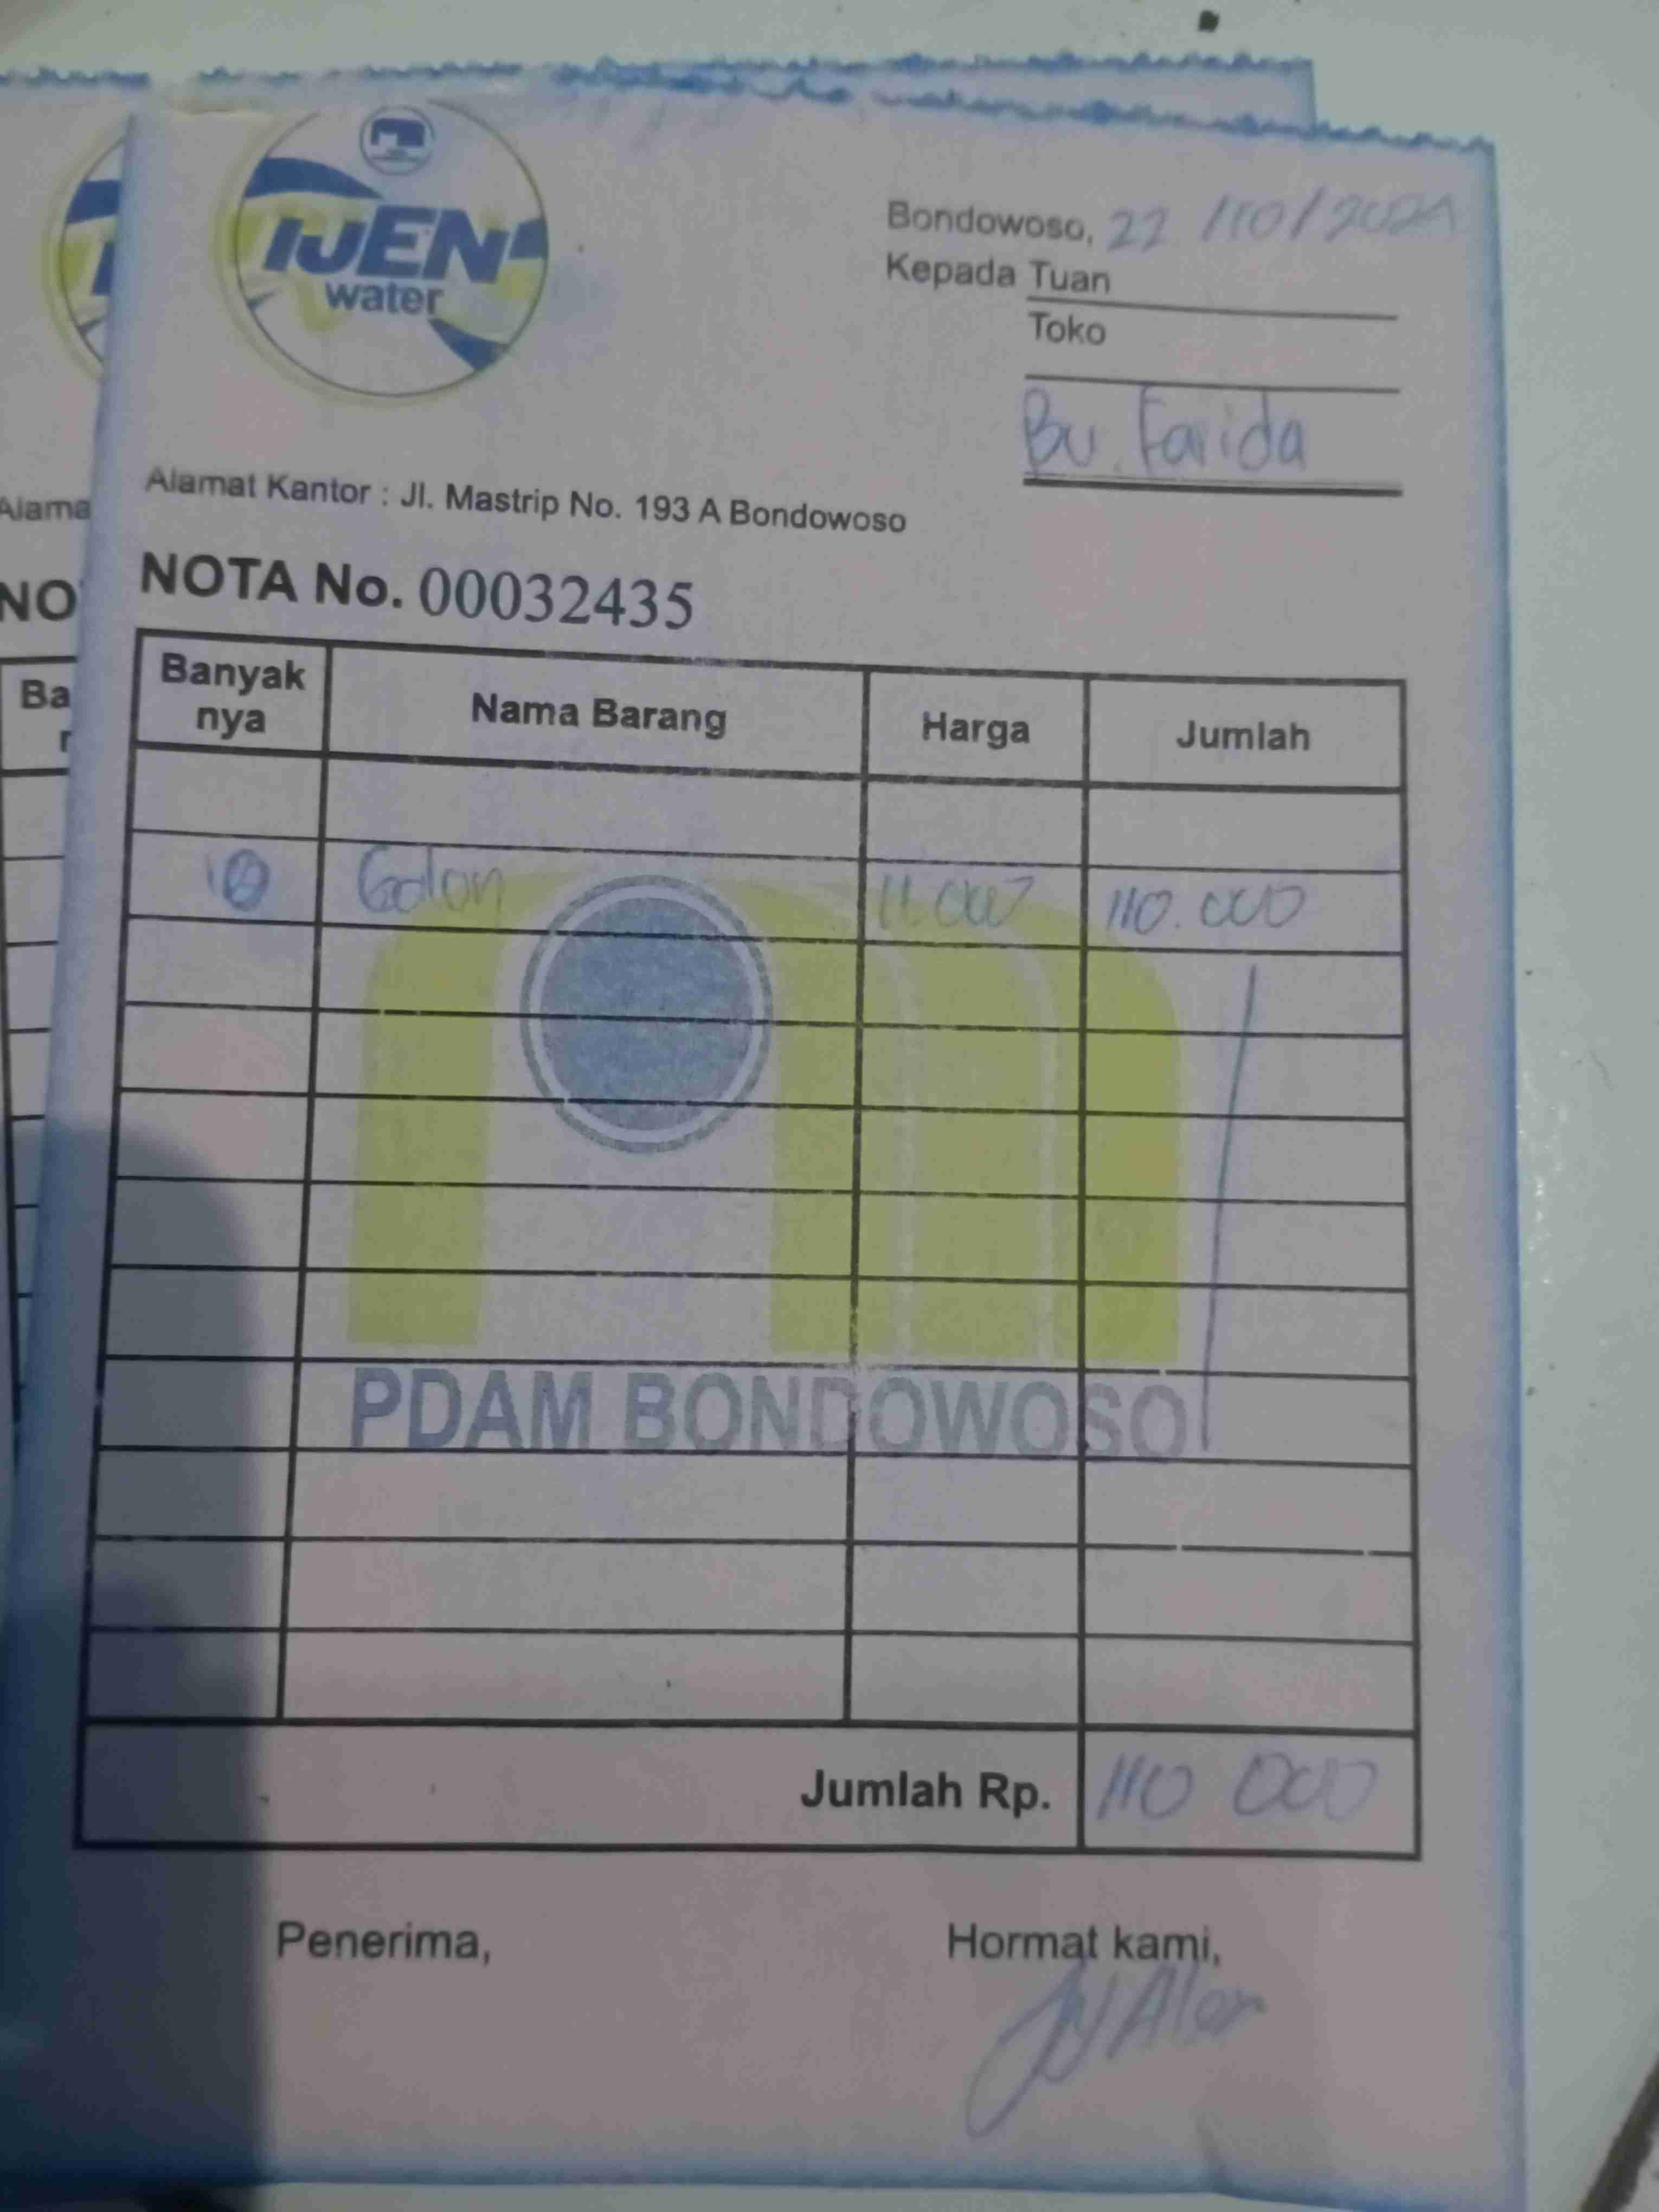 IJEN
water
Bondowoso, 22/10/2021
Kepada Tuan
Toko
Bu Farida
Alamat Kantor : Jl. Mastrip No. 193 A Bondowoso
NOTA No. 00032435
Banyak nya Nama Barang Harga Jumlah
10 Galon 11.000 110.000
PDAM BONDOWOSO
Jumlah Rp. 110 000
Penerima, Hormat kami,
Alama
NO
Ba